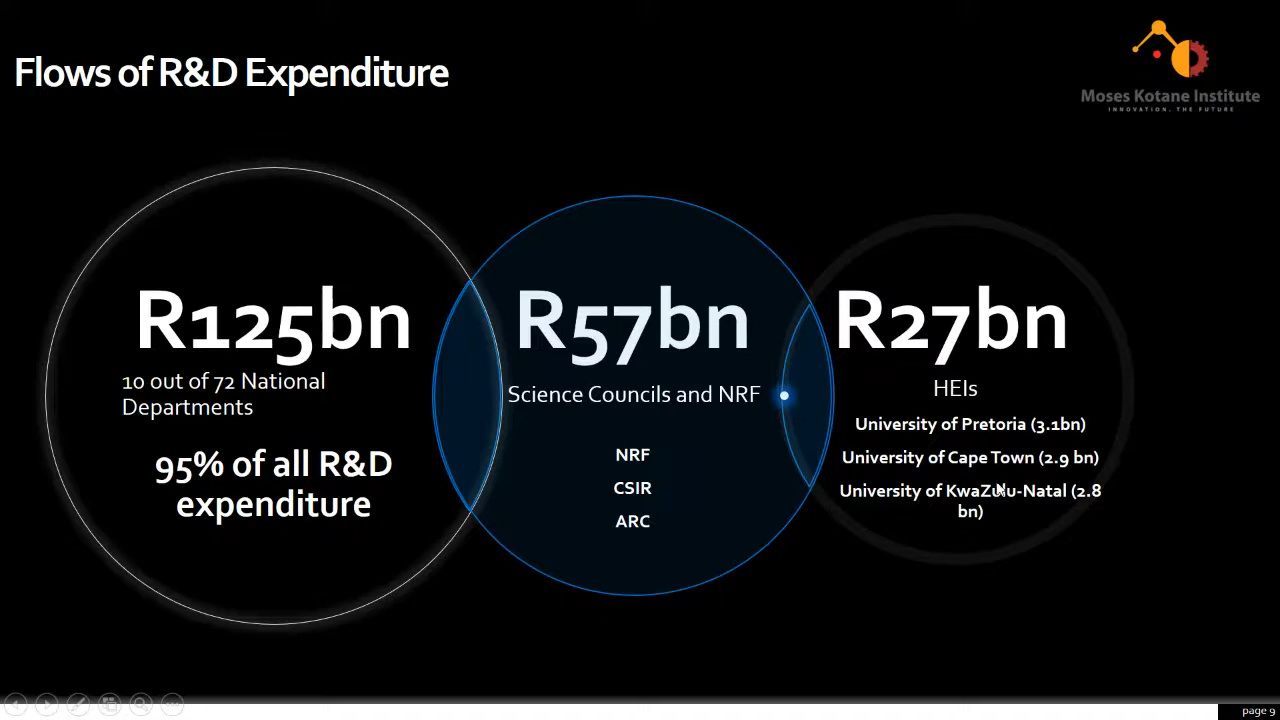 Flows of R&D Expenditure
Moses Kotane Institute
INNOVATION. THE FUTURE
R125bn
10 out of 72 National
Departments
95% of all R&D
expenditure
R57bn
Science Councils and NRF
NRF
CSIR
ARC
R27bn
HEIs
University of Pretoria (3.1bn)
University of Cape Town (2.9 bn)
University of KwaZulu-Natal (2.8
bn)
page 9